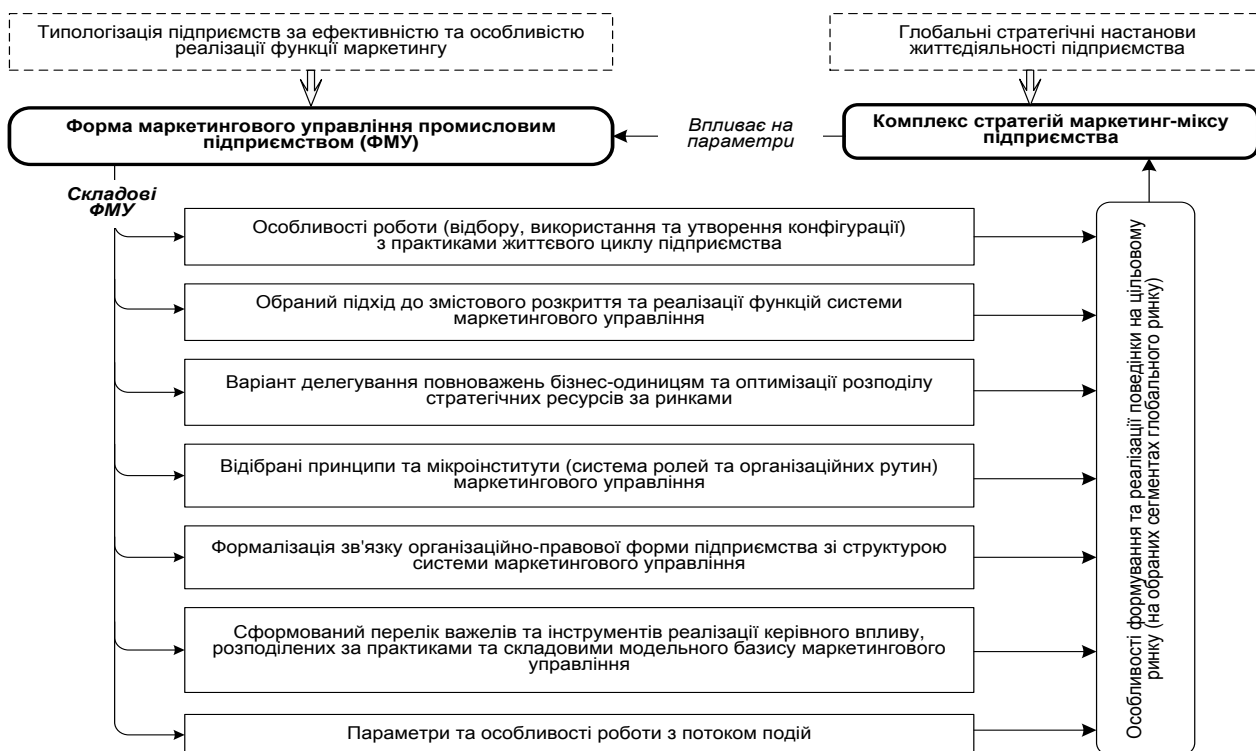 Типологізація підприємств за ефективністю та особливістю
реалізації функції маркетингу
Глобальні стратегічні настанови
життєдіяльності підприємства
Форма маркетингового управління промисловим
підприємством (ФМУ)
Впливає на
параметри
Комплекс стратегій маркетинг-міксу
підприємства
Складові
ФМУ
Особливості роботи (відбору, використання та утворення конфігурації)
з практиками життєвого циклу підприємства
Обраний підхід до змістового розкриття та реалізації функцій системи
маркетингового управління
Варіант делегування повноважень бізнес-одиницям та оптимізації розподілу
стратегічних ресурсів за ринками
Відібрані принципи та мікроінститути (система ролей та організаційних рутин)
маркетингового управління
Формалізація зв'язку організаційно-правової форми підприємства зі структурою
системи маркетингового управління
Сформований перелік важелів та інструментів реалізації керівного впливу,
розподілених за практиками та складовими модельного базису маркетингового
управління
Параметри та особливості роботи з потоком подій
Особливості формування та реалізації поведінки на цільовому
ринку (на обраних сегментах глобального ринку)